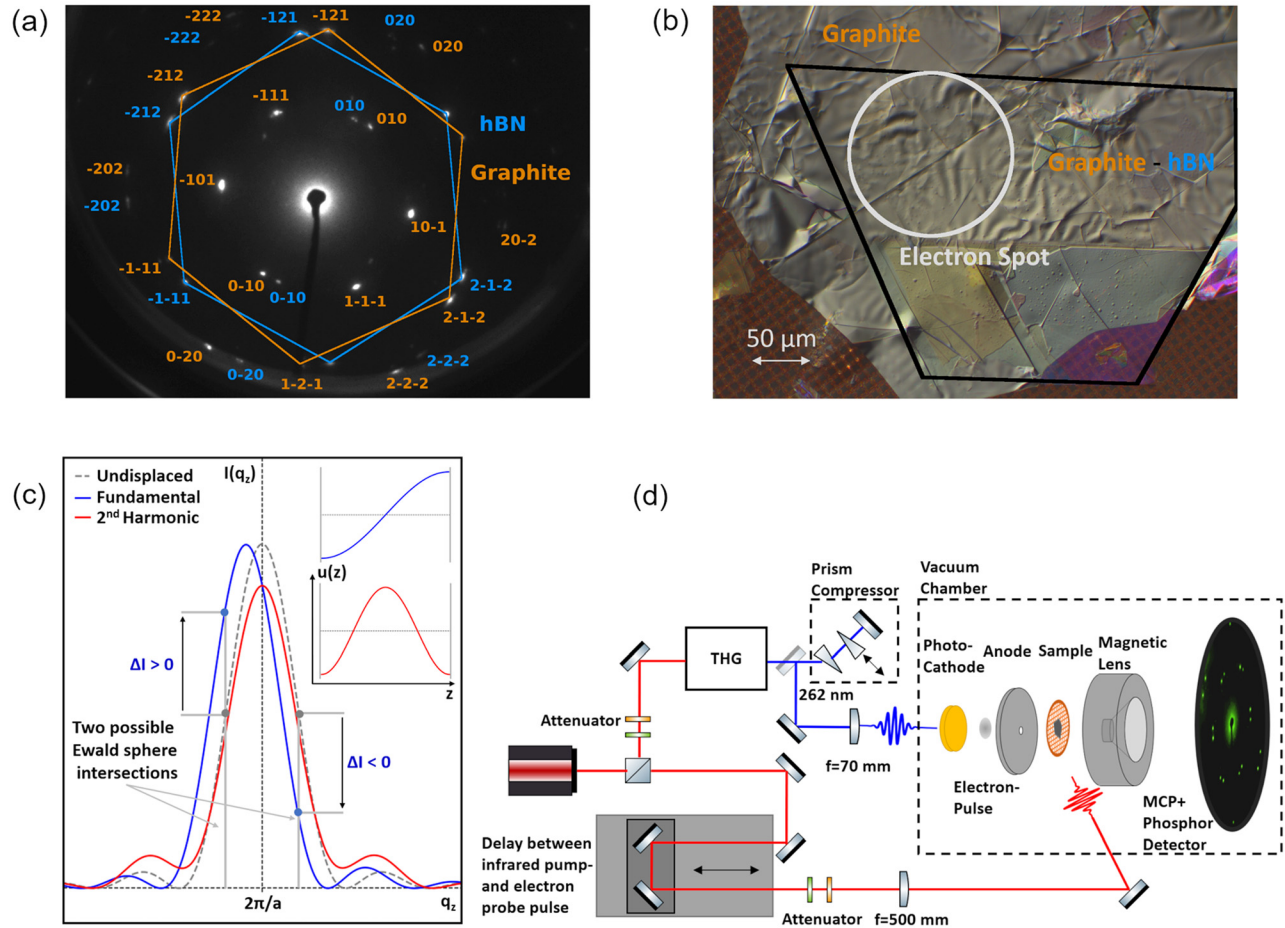 (a)
-222
-121
-121
020
-222
020
-212
-111
010
010
-212
hBN
Graphite
-202
-101
-202
10-1
20-2
-1-11
0-10
0-10
1-1-1
2-1-2
-1-11
2-1-2
0-20
0-20
1-2-1
2-2-2
2-2-2
(b)
Graphite
Graphite - hBN
Electron Spot
50 μm
(c)
Undisplaced
Fundamental
2nd Harmonic
I(qz)
u(z)
z
ΔI > 0
Two possible
Ewald sphere
intersections
ΔI < 0
2π/a
qz
(d)
Prism
Compressor
Vacuum
Chamber
THG
Photo-
Cathode
Anode
Sample
Magnetic
Lens
262 nm
Attenuator
f=70 mm
Electron-
Pulse
MCP+
Phosphor
Detector
Delay between
infrared pump-
and electron
probe pulse
Attenuator
f=500 mm